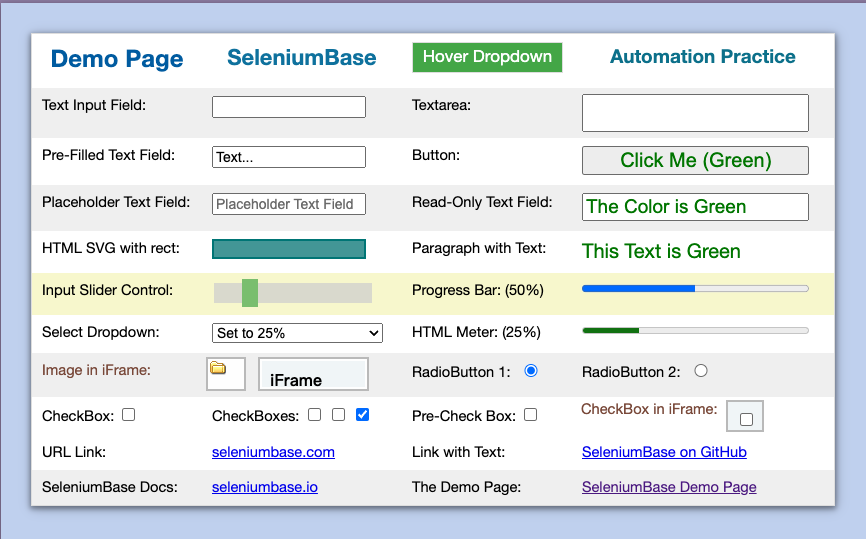 Demo Page SeleniumBase Hover Dropdown Automation Practice
Text Input Field: Textarea:
Pre-Filled Text Field: Text... Button: Click Me (Green)
Placeholder Text Field: Placeholder Text Field Read-Only Text Field: The Color is Green
HTML SVG with rect: Paragraph with Text: This Text is Green
Input Slider Control: Progress Bar: (50%)
Select Dropdown: Set to 25% HTML Meter: (25%)
Image in iFrame: iFrame RadioButton 1: RadioButton 2:
CheckBox: CheckBoxes: Pre-Check Box: CheckBox in iFrame:
URL Link: seleniumbase.com Link with Text: SeleniumBase on GitHub
SeleniumBase Docs: seleniumbase.io The Demo Page: SeleniumBase Demo Page